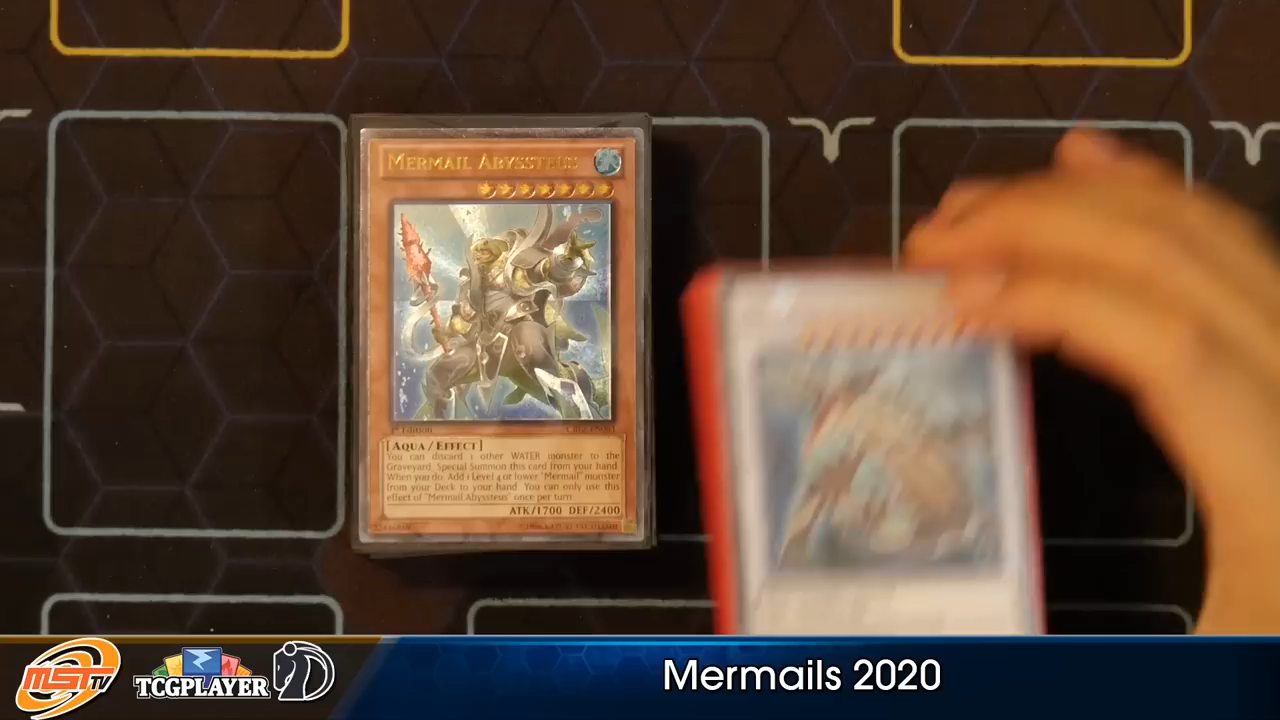 MERMAIL ABYSSTEUS
1st Edition
[AQUA/EFFECT]
You can discard 1 other WATER monster to the
Graveyard; Special Summon this card from your hand.
When you do: Add 1 Level 4 or lower "Mermail" monster
from your Deck to your hand. You can only use this
effect of "Mermail Abyssteus" once per turn.
ATK/1700 DEF/2400
MSTTV
TCGPLAYER
Mermails 2020